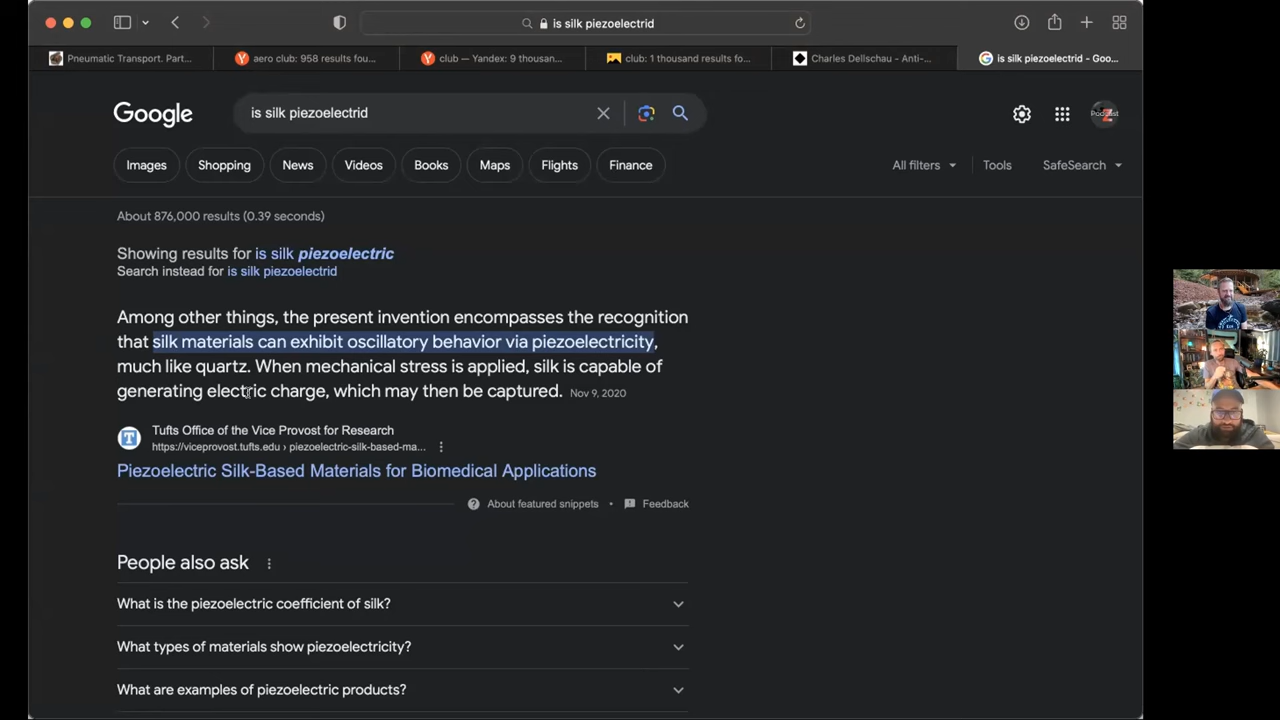 is silk piezoelectrid
Pneumatic Transport. Part...
aero club: 958 results fou...
club — Yandex: 9 thousan...
club: 1 thousand results fo...
Charles Dellschau - Anti-...
is silk piezoelectrid - Goo...
Google
is silk piezoelectrid
Images
Shopping
News
Videos
Books
Maps
Flights
Finance
All filters
Tools
SafeSearch
About 876,000 results (0.39 seconds)
Showing results for is silk piezoelectric
Search instead for is silk piezoelectrid
Among other things, the present invention encompasses the recognition
that silk materials can exhibit oscillatory behavior via piezoelectricity,
much like quartz. When mechanical stress is applied, silk is capable of
generating electric charge, which may then be captured. Nov 9, 2020
T
Tufts Office of the Vice Provost for Research
https://viceprovost.tufts.edu › piezoelectric-silk-based-ma...
Piezoelectric Silk-Based Materials for Biomedical Applications
About featured snippets • Feedback
People also ask
What is the piezoelectric coefficient of silk?
What types of materials show piezoelectricity?
What are examples of piezoelectric products?